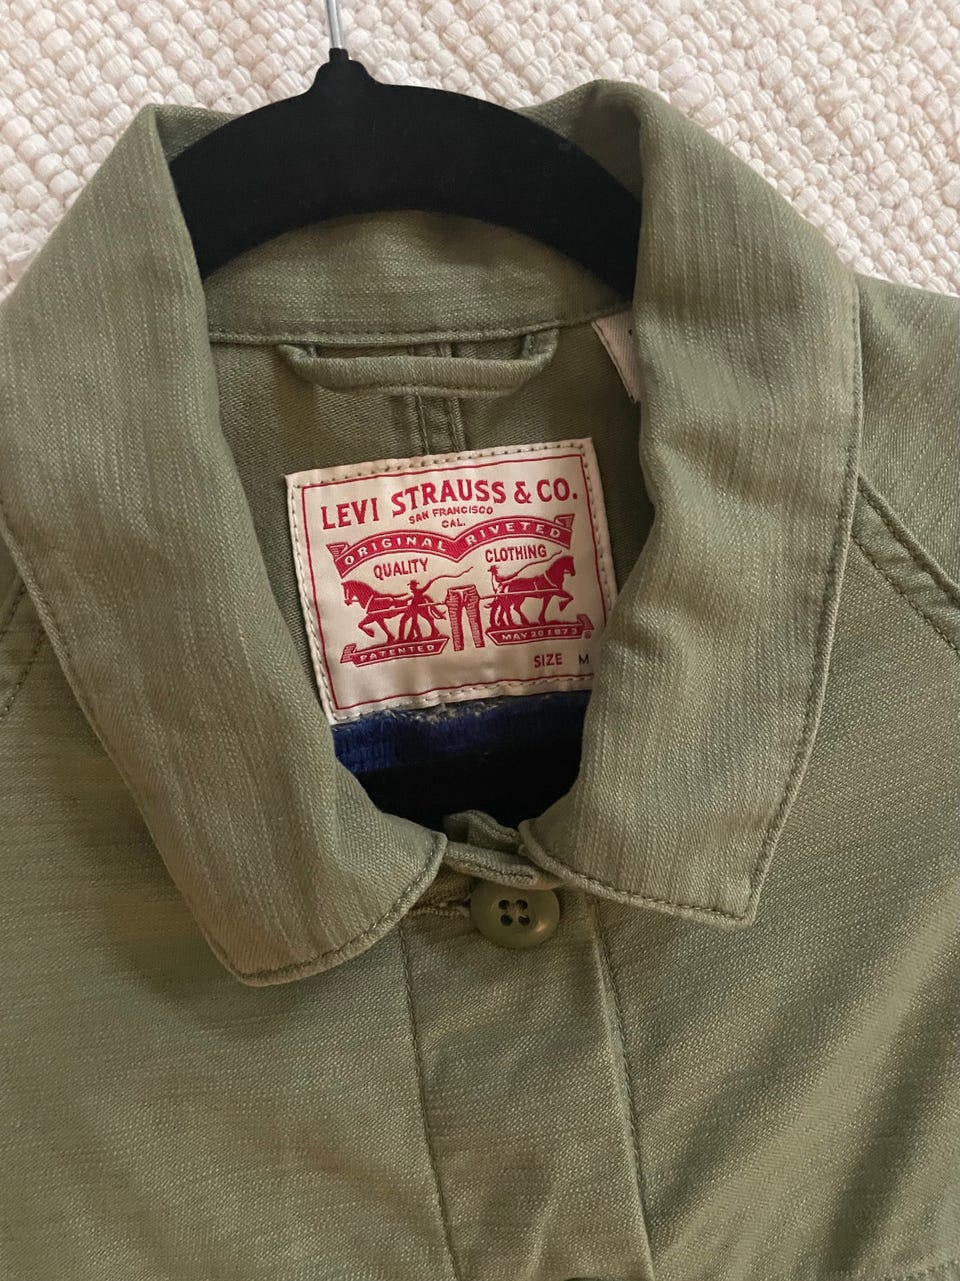 LEVI STRAUSS & CO.
SAN FRANCISCO
CAL.
ORIGINAL RIVETED
QUALITY CLOTHING
PATENTED MAY 20 1873
SIZE M